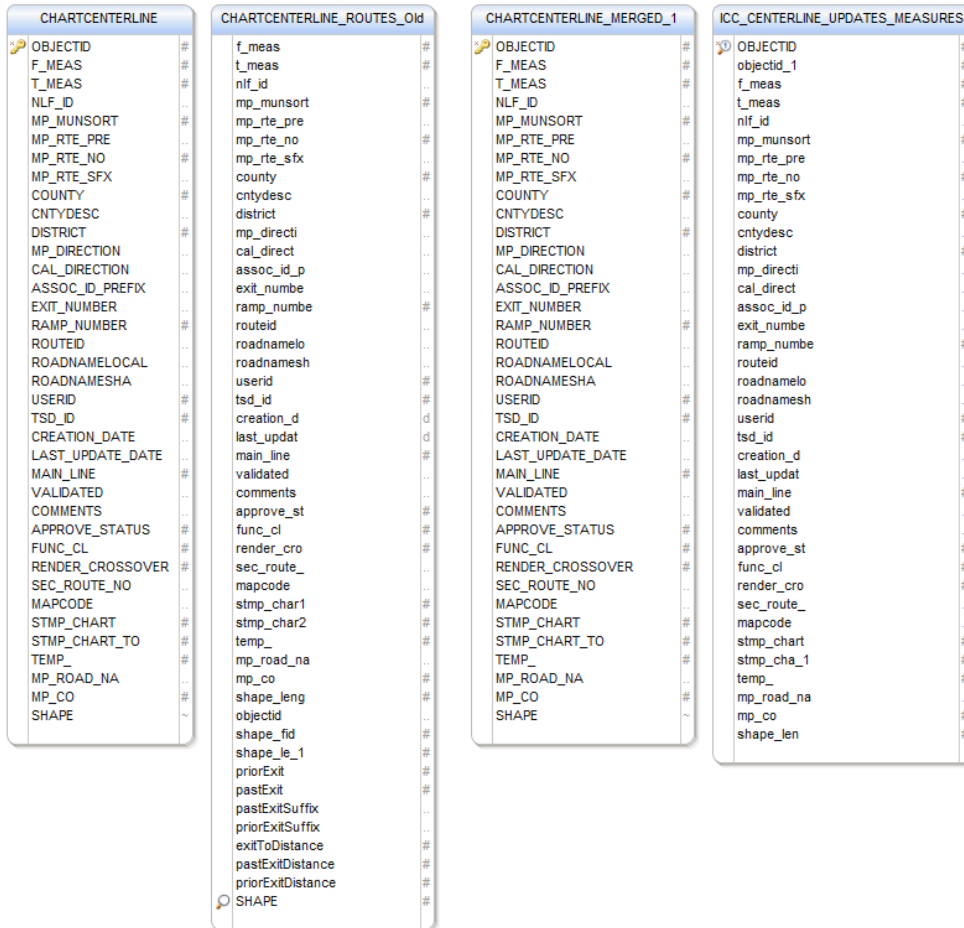 CHARTCENTERLINE
OBJECTID #
F_MEAS #
T_MEAS #
NLF_ID ..
MP_MUNSORT #
MP_RTE_PRE ..
MP_RTE_NO #
MP_RTE_SFX ..
COUNTY #
CNTYDESC ..
DISTRICT #
MP_DIRECTION ..
CAL_DIRECTION ..
ASSOC_ID_PREFIX ..
EXIT_NUMBER ..
RAMP_NUMBER #
ROUTEID ..
ROADNAMELOCAL ..
ROADNAMESHA ..
USERID #
TSD_ID #
CREATION_DATE ..
LAST_UPDATE_DATE ..
MAIN_LINE #
VALIDATED ..
COMMENTS ..
APPROVE_STATUS #
FUNC_CL #
RENDER_CROSSOVER #
SEC_ROUTE_NO ..
MAPCODE ..
STMP_CHART #
STMP_CHART_TO #
TEMP_ #
MP_ROAD_NA ..
MP_CO #
SHAPE ~
CHARTCENTERLINE_ROUTES_Old
f_meas #
t_meas #
nlf_id ..
mp_munsort #
mp_rte_pre ..
mp_rte_no #
mp_rte_sfx ..
county #
cntydesc ..
district #
mp_directi ..
cal_direct ..
assoc_id_p ..
exit_numbe ..
ramp_numbe #
routeid ..
roadnamelo ..
roadnamesh ..
userid #
tsd_id #
creation_d d
last_updat d
main_line #
validated ..
comments ..
approve_st #
func_cl #
render_cro #
sec_route_ ..
mapcode ..
stmp_char1 #
stmp_char2 #
temp_ #
mp_road_na ..
mp_co #
shape_leng #
objectid ..
shape_fid #
shape_le_1 #
priorExit #
pastExit #
pastExitSuffix ..
priorExitSuffix ..
exitToDistance #
pastExitDistance #
priorExitDistance #
SHAPE #
CHARTCENTERLINE_MERGED_1
OBJECTID #
F_MEAS #
T_MEAS #
NLF_ID ..
MP_MUNSORT #
MP_RTE_PRE ..
MP_RTE_NO #
MP_RTE_SFX ..
COUNTY #
CNTYDESC ..
DISTRICT #
MP_DIRECTION ..
CAL_DIRECTION ..
ASSOC_ID_PREFIX ..
EXIT_NUMBER ..
RAMP_NUMBER #
ROUTEID ..
ROADNAMELOCAL ..
ROADNAMESHA ..
USERID #
TSD_ID #
CREATION_DATE ..
LAST_UPDATE_DATE ..
MAIN_LINE #
VALIDATED ..
COMMENTS ..
APPROVE_STATUS #
FUNC_CL #
RENDER_CROSSOVER #
SEC_ROUTE_NO ..
MAPCODE ..
STMP_CHART #
STMP_CHART_TO #
TEMP_ #
MP_ROAD_NA ..
MP_CO #
SHAPE ~
ICC_CENTERLINE_UPDATES_MEASURES
OBJECTID
objectid_1
f_meas
t_meas
nlf_id
mp_munsort
mp_rte_pre
mp_rte_no
mp_rte_sfx
county
cntydesc
district
mp_directi
cal_direct
assoc_id_p
exit_numbe
ramp_numbe
routeid
roadnamelo
roadnamesh
userid
tsd_id
creation_d
last_updat
main_line
validated
comments
approve_st
func_cl
render_cro
sec_route_
mapcode
stmp_chart
stmp_cha_1
temp_
mp_road_na
mp_co
shape_len